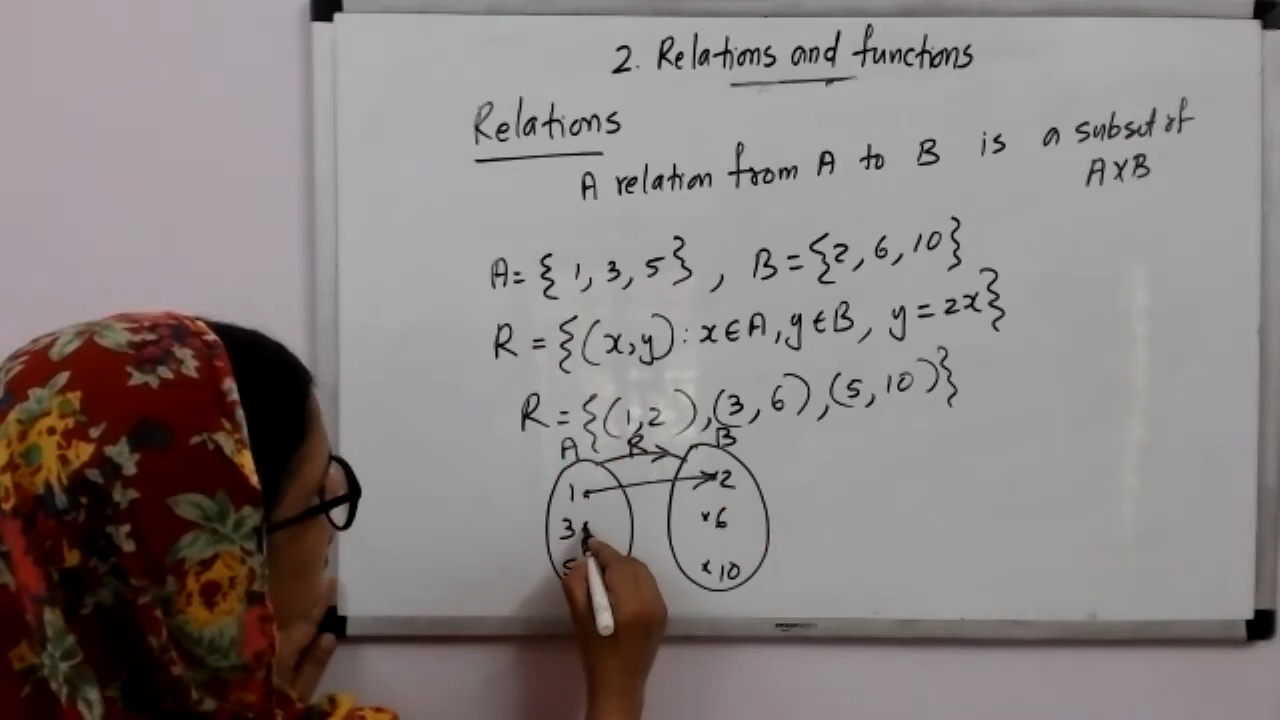 2. Relations and functions
Relations
A relation from A to B is a subset of
A×B
A = { 1, 3, 5 } , B = {2, 6, 10}
R = {(x,y) : x ∈ A, y ∈ B, y = 2x}
R = {(1,2), (3, 6), (5, 10)}
A R B
1 2
3 6
5 10